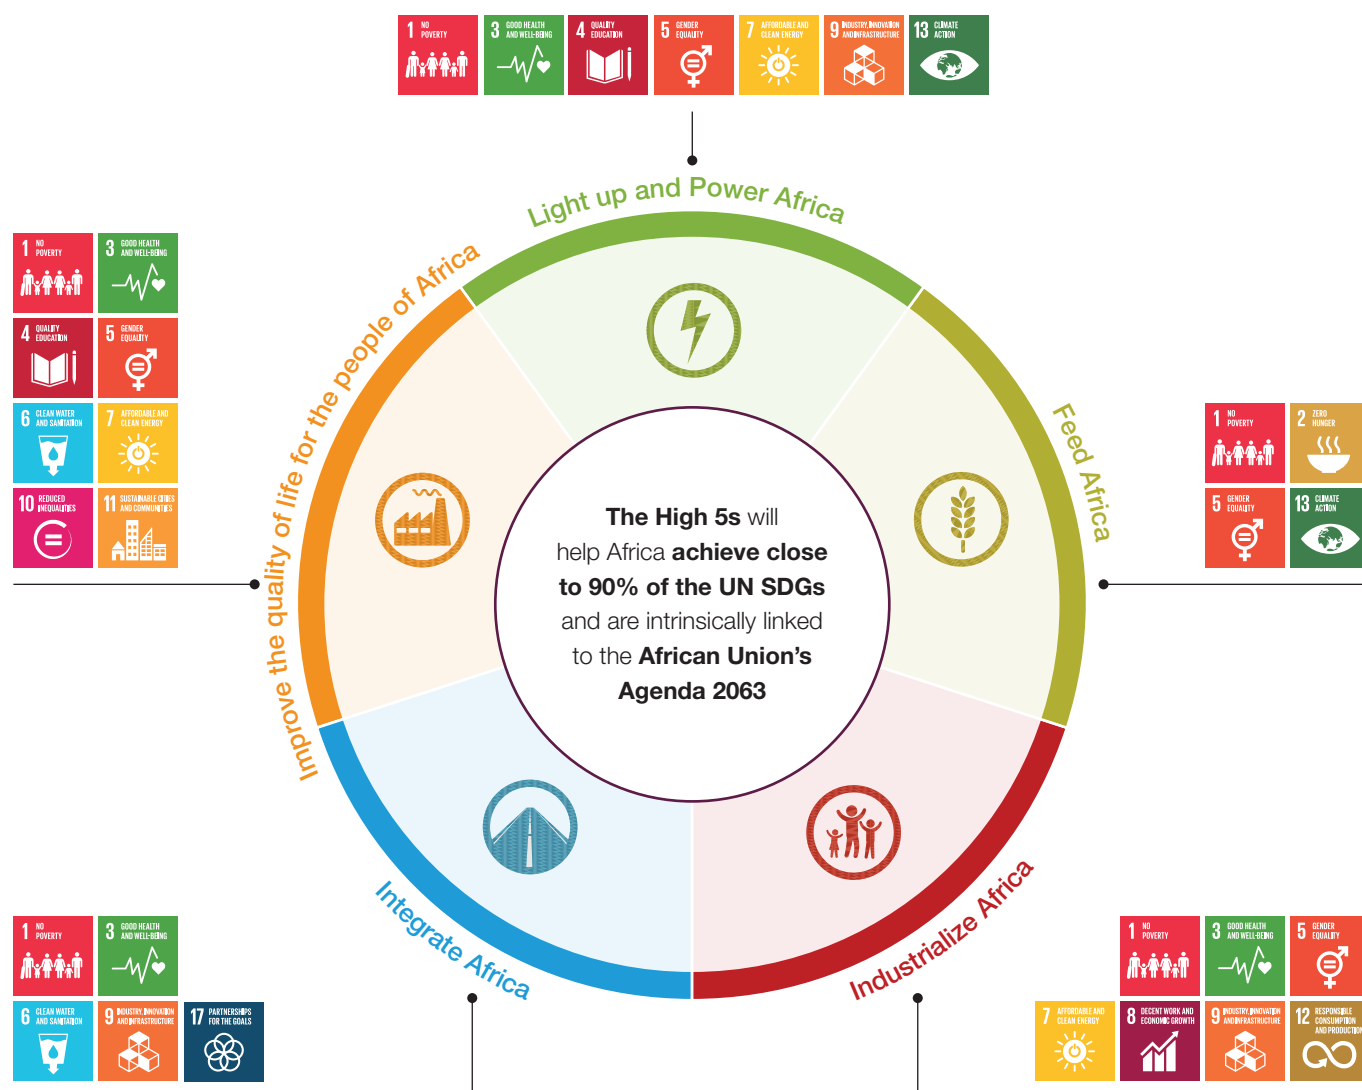 1 NO POVERTY
3 GOOD HEALTH AND WELL-BEING
4 QUALITY EDUCATION
5 GENDER EQUALITY
7 AFFORDABLE AND CLEAN ENERGY
9 INDUSTRY, INNOVATION AND INFRASTRUCTURE
13 CLIMATE ACTION
Light up and Power Africa
1 NO POVERTY
3 GOOD HEALTH AND WELL-BEING
4 QUALITY EDUCATION
5 GENDER EQUALITY
6 CLEAN WATER AND SANITATION
7 AFFORDABLE AND CLEAN ENERGY
10 REDUCED INEQUALITIES
11 SUSTAINABLE CITIES AND COMMUNITIES
Improve the quality of life for the people of Africa
Feed Africa
1 NO POVERTY
2 ZERO HUNGER
5 GENDER EQUALITY
13 CLIMATE ACTION
The High 5s will
help Africa achieve close
to 90% of the UN SDGs
and are intrinsically linked
to the African Union's
Agenda 2063
Integrate Africa
Industrialize Africa
1 NO POVERTY
3 GOOD HEALTH AND WELL-BEING
6 CLEAN WATER AND SANITATION
9 INDUSTRY, INNOVATION AND INFRASTRUCTURE
17 PARTNERSHIPS FOR THE GOALS
1 NO POVERTY
3 GOOD HEALTH AND WELL-BEING
5 GENDER EQUALITY
7 AFFORDABLE AND CLEAN ENERGY
8 DECENT WORK AND ECONOMIC GROWTH
9 INDUSTRY, INNOVATION AND INFRASTRUCTURE
12 RESPONSIBLE CONSUMPTION AND PRODUCTION